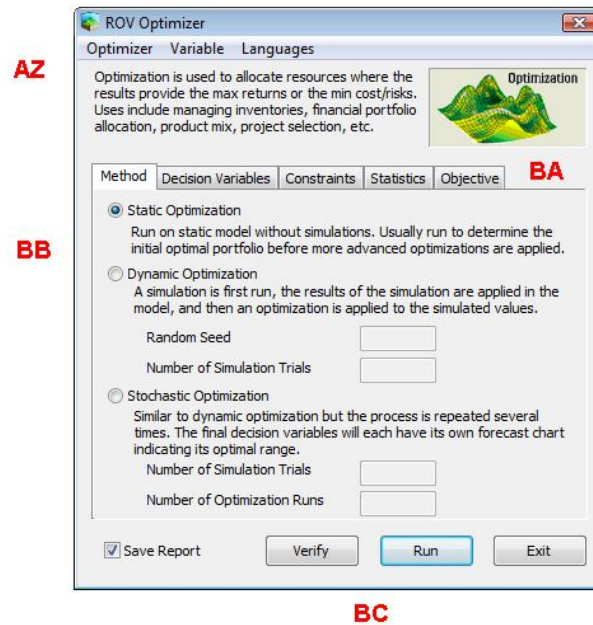 ROV Optimizer
Optimizer Variable Languages
AZ
Optimization is used to allocate resources where the
results provide the max returns or the min cost/risks.
Uses include managing inventories, financial portfolio
allocation, product mix, project selection, etc.
Optimization
Method Decision Variables Constraints Statistics Objective
BA
Static Optimization
Run on static model without simulations. Usually run to determine the
initial optimal portfolio before more advanced optimizations are applied.
BB
Dynamic Optimization
A simulation is first run, the results of the simulation are applied in the
model, and then an optimization is applied to the simulated values.
Random Seed
Number of Simulation Trials
Stochastic Optimization
Similar to dynamic optimization but the process is repeated several
times. The final decision variables will each have its own forecast chart
indicating its optimal range.
Number of Simulation Trials
Number of Optimization Runs
Save Report Verify Run Exit
BC